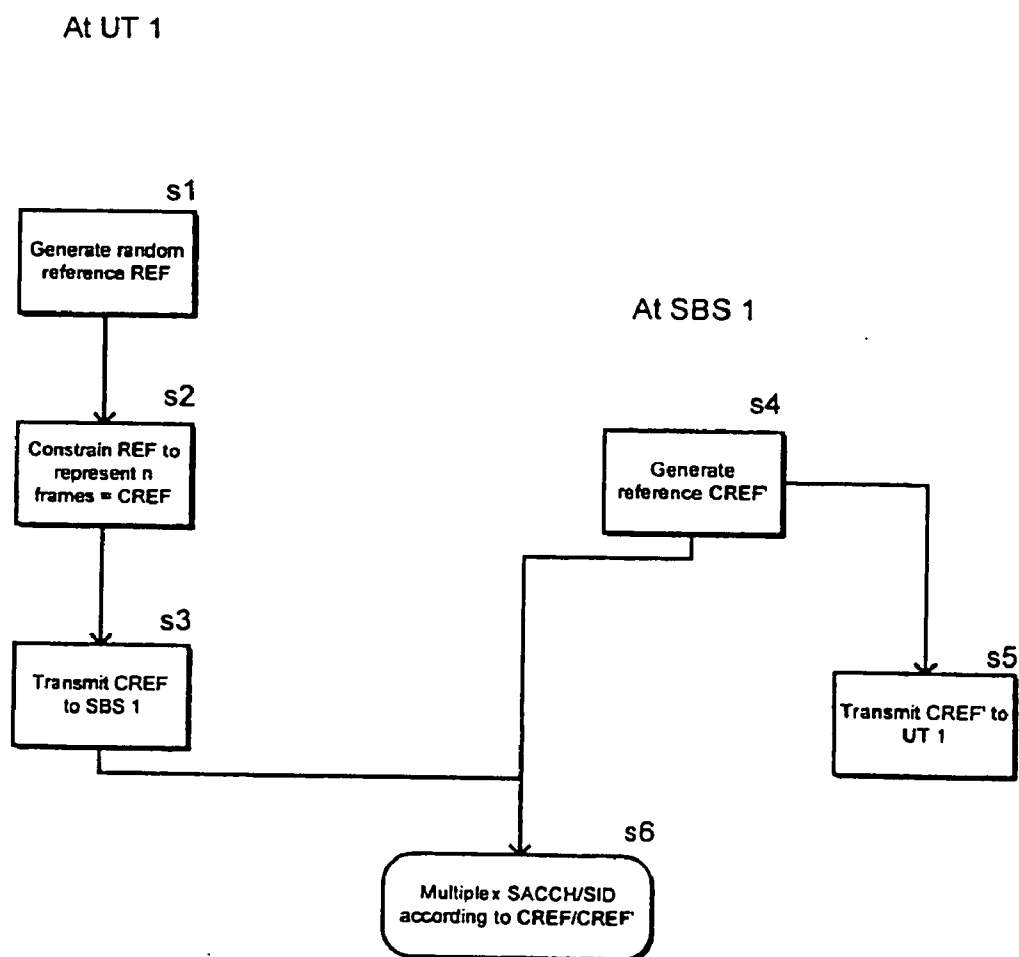 At UT 1
s1
Generate random
reference REF
s2
Constrain REF to
represent n
frames = CREF
s3
Transmit CREF
to SBS 1
At SBS 1
s4
Generate
reference CREF'
s5
Transmit CREF' to
UT 1
s6
Multiplex SACCH/SID
according to CREF/CREF'